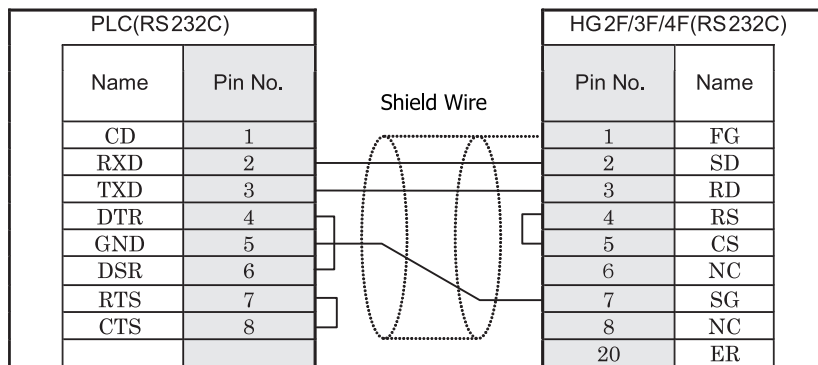 PLC(RS232C) HG2F/3F/4F(RS232C)
Name Pin No. Pin No. Name
Shield Wire
CD 1 1 FG
RXD 2 2 SD
TXD 3 3 RD
DTR 4 4 RS
GND 5 5 CS
DSR 6 6 NC
RTS 7 7 SG
CTS 8 8 NC
20 ER